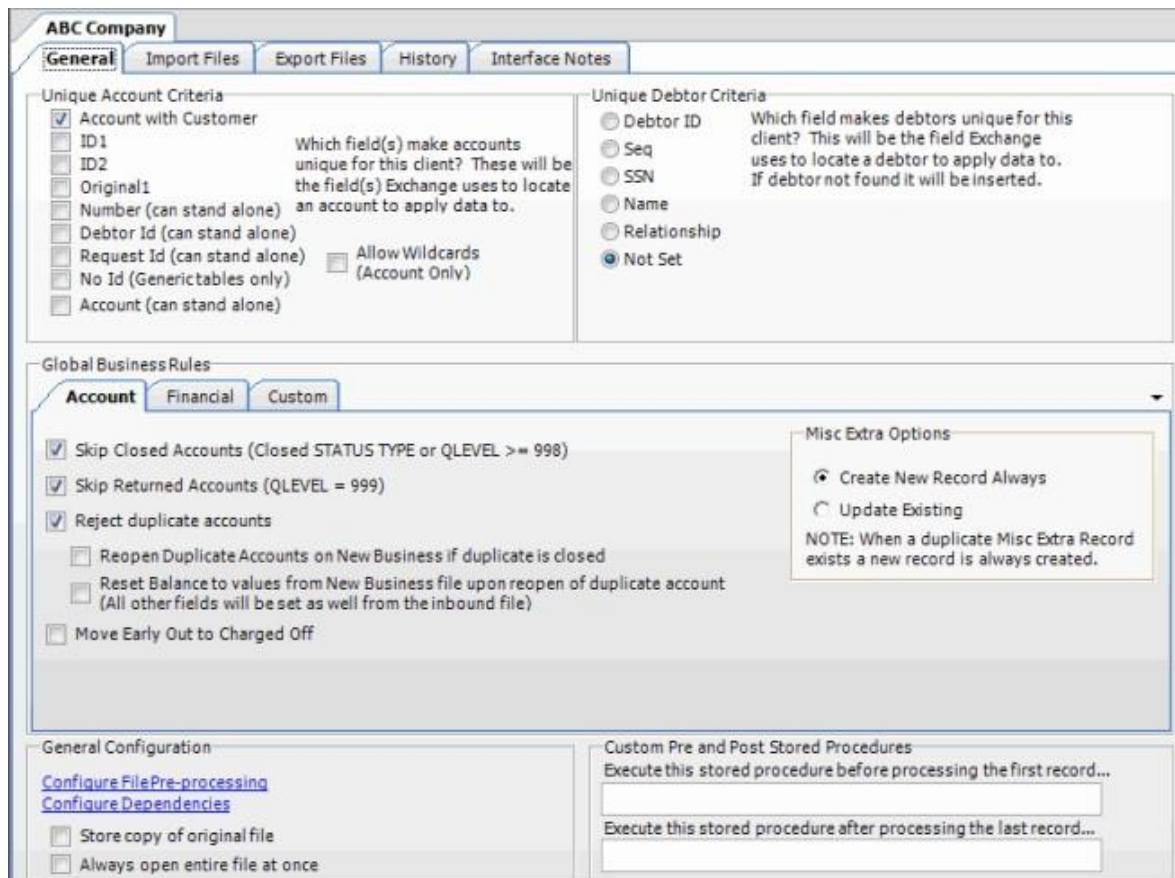 ABC Company
General
Import Files
Export Files
History
Interface Notes
Unique Account Criteria
Account with Customer
ID1
ID2
Original1
Number (can stand alone)
Debtor Id (can stand alone)
Request Id (can stand alone)
No Id (Generic tables only)
Account (can stand alone)
Which field(s) make accounts
unique for this client? These will be
the field(s) Exchange uses to locate
an account to apply data to.
Allow Wildcards
(Account Only)
Unique Debtor Criteria
Debtor ID
Seq
SSN
Name
Relationship
Not Set
Which field makes debtors unique for this
client? This will be the field Exchange
uses to locate a debtor to apply data to.
If debtor not found it will be inserted.
Global Business Rules
Account
Financial
Custom
Skip Closed Accounts (Closed STATUS TYPE or QLEVEL >= 998)
Skip Returned Accounts (QLEVEL = 999)
Reject duplicate accounts
Reopen Duplicate Accounts on New Business if duplicate is closed
Reset Balance to values from New Business file upon reopen of duplicate account
(All other fields will be set as well from the inbound file)
Move Early Out to Charged Off
Misc Extra Options
Create New Record Always
Update Existing
NOTE: When a duplicate Misc Extra Record
exists a new record is always created.
General Configuration
Configure File Pre-processing
Configure Dependencies
Store copy of original file
Always open entire file at once
Custom Pre and Post Stored Procedures
Execute this stored procedure before processing the first record...
Execute this stored procedure after processing the last record...